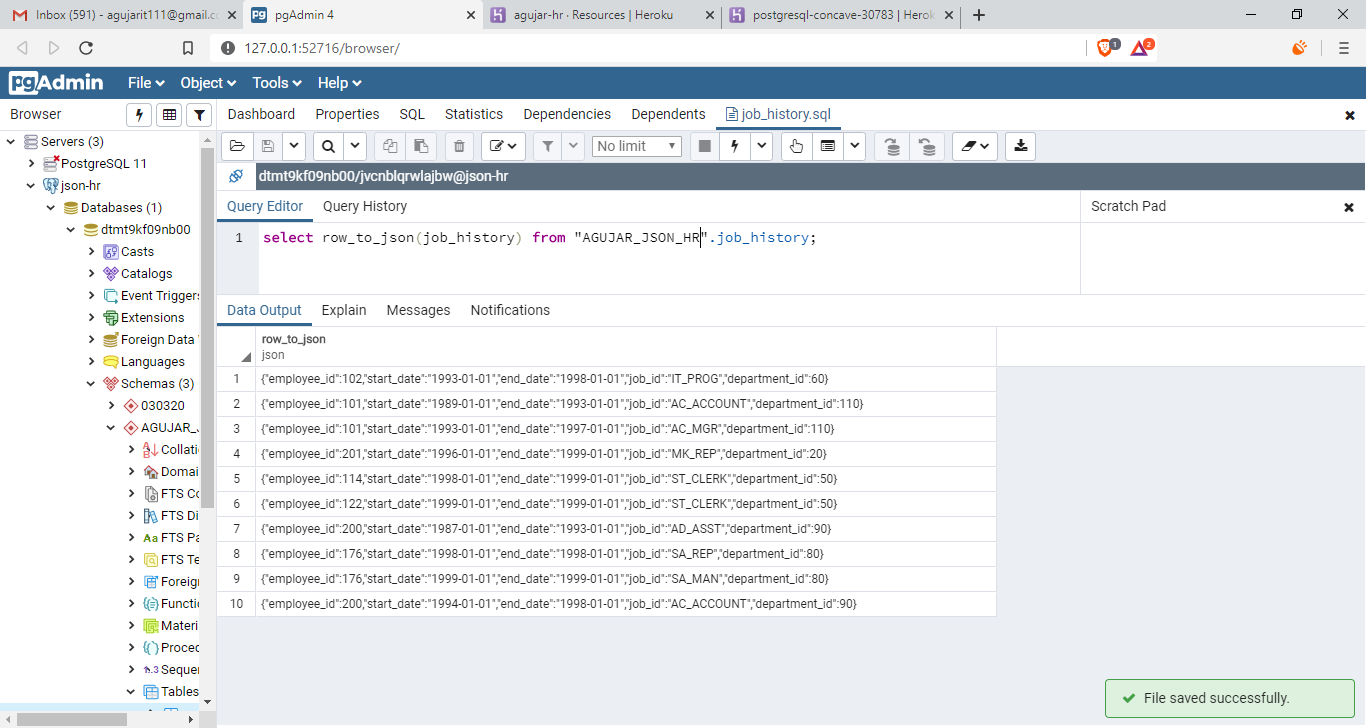 Inbox (591) - agujarit111@gmail.c
pgAdmin 4
agujar-hr · Resources | Heroku
postgresql-concave-30783 | Herok
127.0.0.1:52716/browser/
1
2
pgAdmin
File
Object
Tools
Help
Browser
Dashboard
Properties
SQL
Statistics
Dependencies
Dependents
job_history.sql
No limit
dtmt9kf09nb00/jvcnblqrwlajbw@json-hr
Servers (3)
PostgreSQL 11
json-hr
Databases (1)
dtmt9kf09nb00
Casts
Catalogs
Event Triggers
Extensions
Foreign Data
Languages
Schemas (3)
030320
AGUJAR_J
Collati
Domai
FTS Co
FTS Di
FTS Pa
FTS Te
Foreign
Functi
Materi
Proced
Sequen
Tables
Query Editor
Query History
Scratch Pad
1 select row_to_json(job_history) from "AGUJAR_JSON_HR".job_history;
Data Output
Explain
Messages
Notifications
row_to_json
json
1 {"employee_id":102,"start_date":"1993-01-01","end_date":"1998-01-01","job_id":"IT_PROG","department_id":60}
2 {"employee_id":101,"start_date":"1989-01-01","end_date":"1993-01-01","job_id":"AC_ACCOUNT","department_id":110}
3 {"employee_id":101,"start_date":"1993-01-01","end_date":"1997-01-01","job_id":"AC_MGR","department_id":110}
4 {"employee_id":201,"start_date":"1996-01-01","end_date":"1999-01-01","job_id":"MK_REP","department_id":20}
5 {"employee_id":114,"start_date":"1998-01-01","end_date":"1999-01-01","job_id":"ST_CLERK","department_id":50}
6 {"employee_id":122,"start_date":"1999-01-01","end_date":"1999-01-01","job_id":"ST_CLERK","department_id":50}
7 {"employee_id":200,"start_date":"1987-01-01","end_date":"1993-01-01","job_id":"AD_ASST","department_id":90}
8 {"employee_id":176,"start_date":"1998-01-01","end_date":"1998-01-01","job_id":"SA_REP","department_id":80}
9 {"employee_id":176,"start_date":"1999-01-01","end_date":"1999-01-01","job_id":"SA_MAN","department_id":80}
10 {"employee_id":200,"start_date":"1994-01-01","end_date":"1998-01-01","job_id":"AC_ACCOUNT","department_id":90}
File saved successfully.